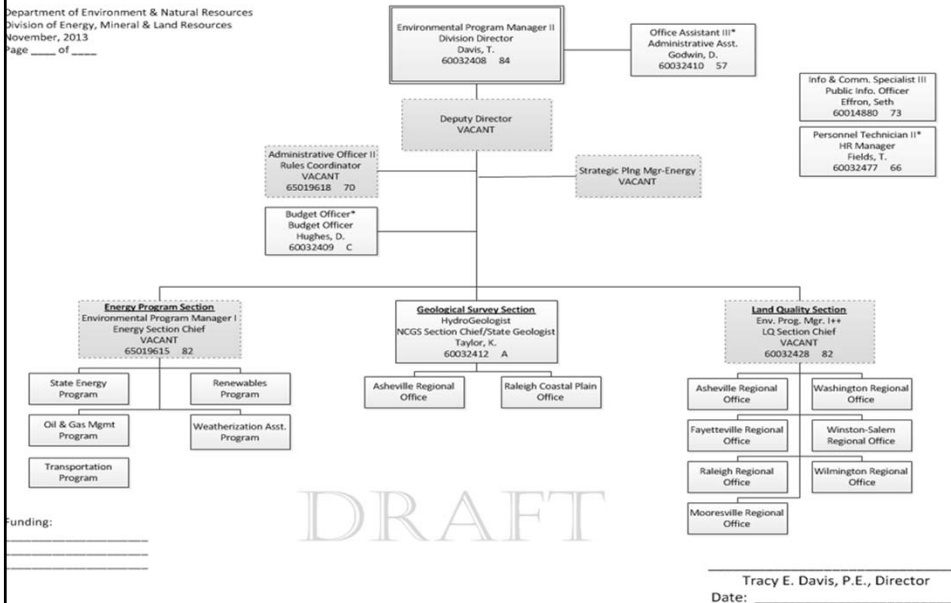 Department of Environment & Natural Resources
Division of Energy, Mineral & Land Resources
November, 2013
Page ____ of ____
Environmental Program Manager II
Division Director
Davis, T.
60032408 84
Office Assistant III*
Administrative Asst.
Godwin, D.
60032410 57
Info & Comm. Specialist III
Public Info. Officer
Effron, Seth
60014880 73
Personnel Technician II*
HR Manager
Fields, T.
60032477 66
Deputy Director
VACANT
Administrative Officer II
Rules Coordinator
VACANT
65019618 70
Strategic Plng Mgr-Energy
VACANT
Budget Officer*
Budget Officer
Hughes, D.
60032409 C
Energy Program Section
Environmental Program Manager I
Energy Section Chief
VACANT
65019615 82
Geological Survey Section
HydroGeologist
NCGS Section Chief/State Geologist
Taylor, K.
60032412 A
Land Quality Section
Env. Prog. Mgr. I++
LQ Section Chief
VACANT
60032428 82
State Energy
Program
Renewables
Program
Oil & Gas Mgmt
Program
Weatherization Asst.
Program
Transportation
Program
Asheville Regional
Office
Raleigh Coastal Plain
Office
Asheville Regional
Office
Washington Regional
Office
Fayetteville Regional
Office
Winston-Salem
Regional Office
Raleigh Regional
Office
Wilmington Regional
Office
Mooresville Regional
Office
DRAFT
Funding:
Tracy E. Davis, P.E., Director
Date: ____